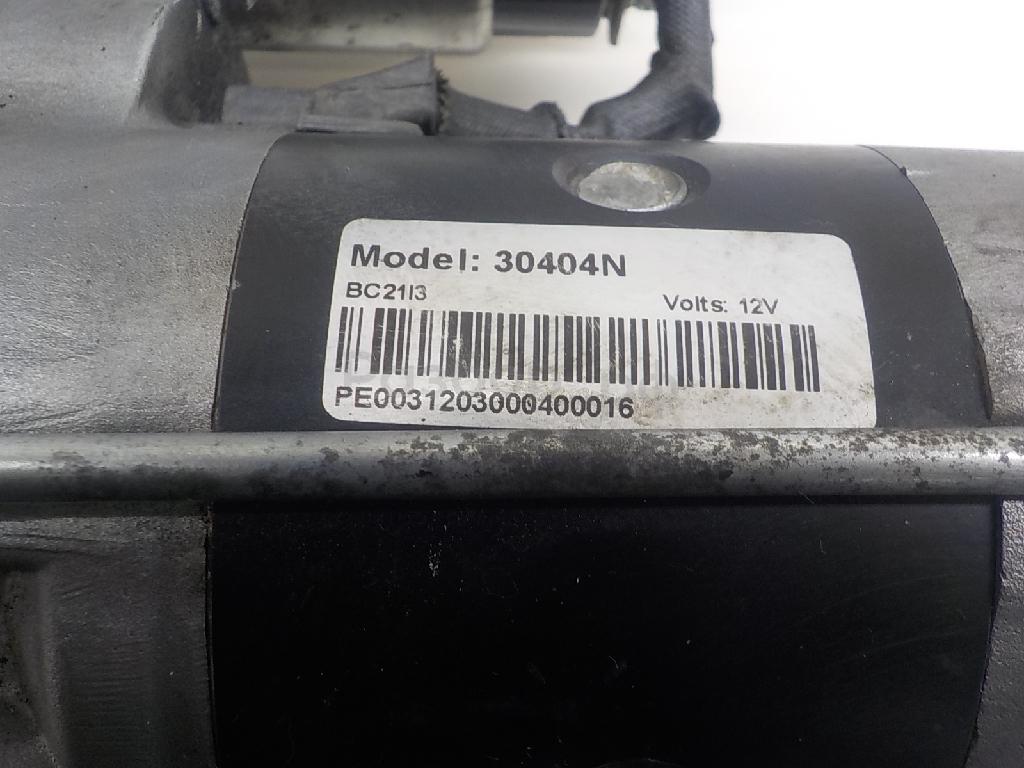 Model: 30404N
BC21I3
Volts: 12V
PE0031203000400016